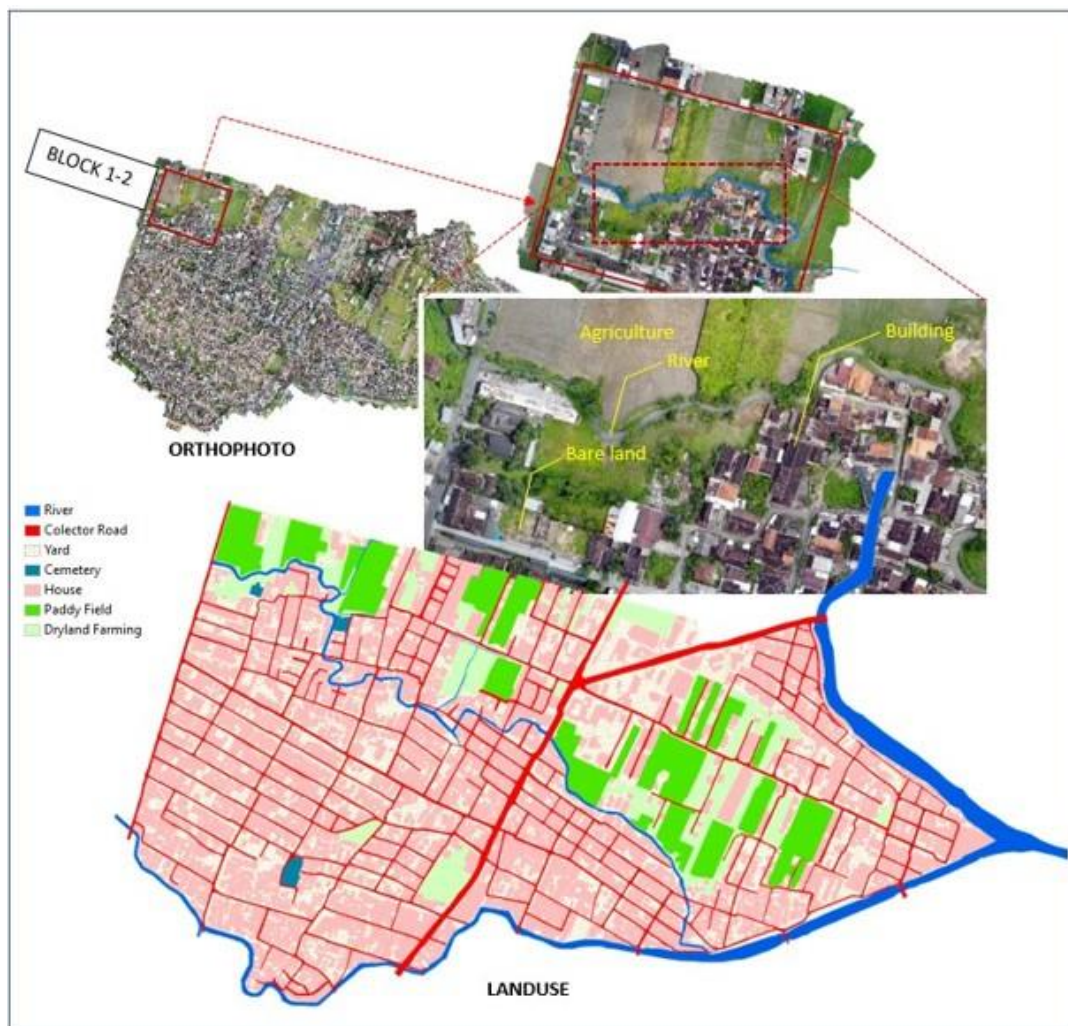 BLOCK 1-2
Agriculture
Building
River
Bare land
ORTHOPHOTO
River
Colector Road
Yard
Cemetery
House
Paddy Field
Dryland Farming
LANDUSE